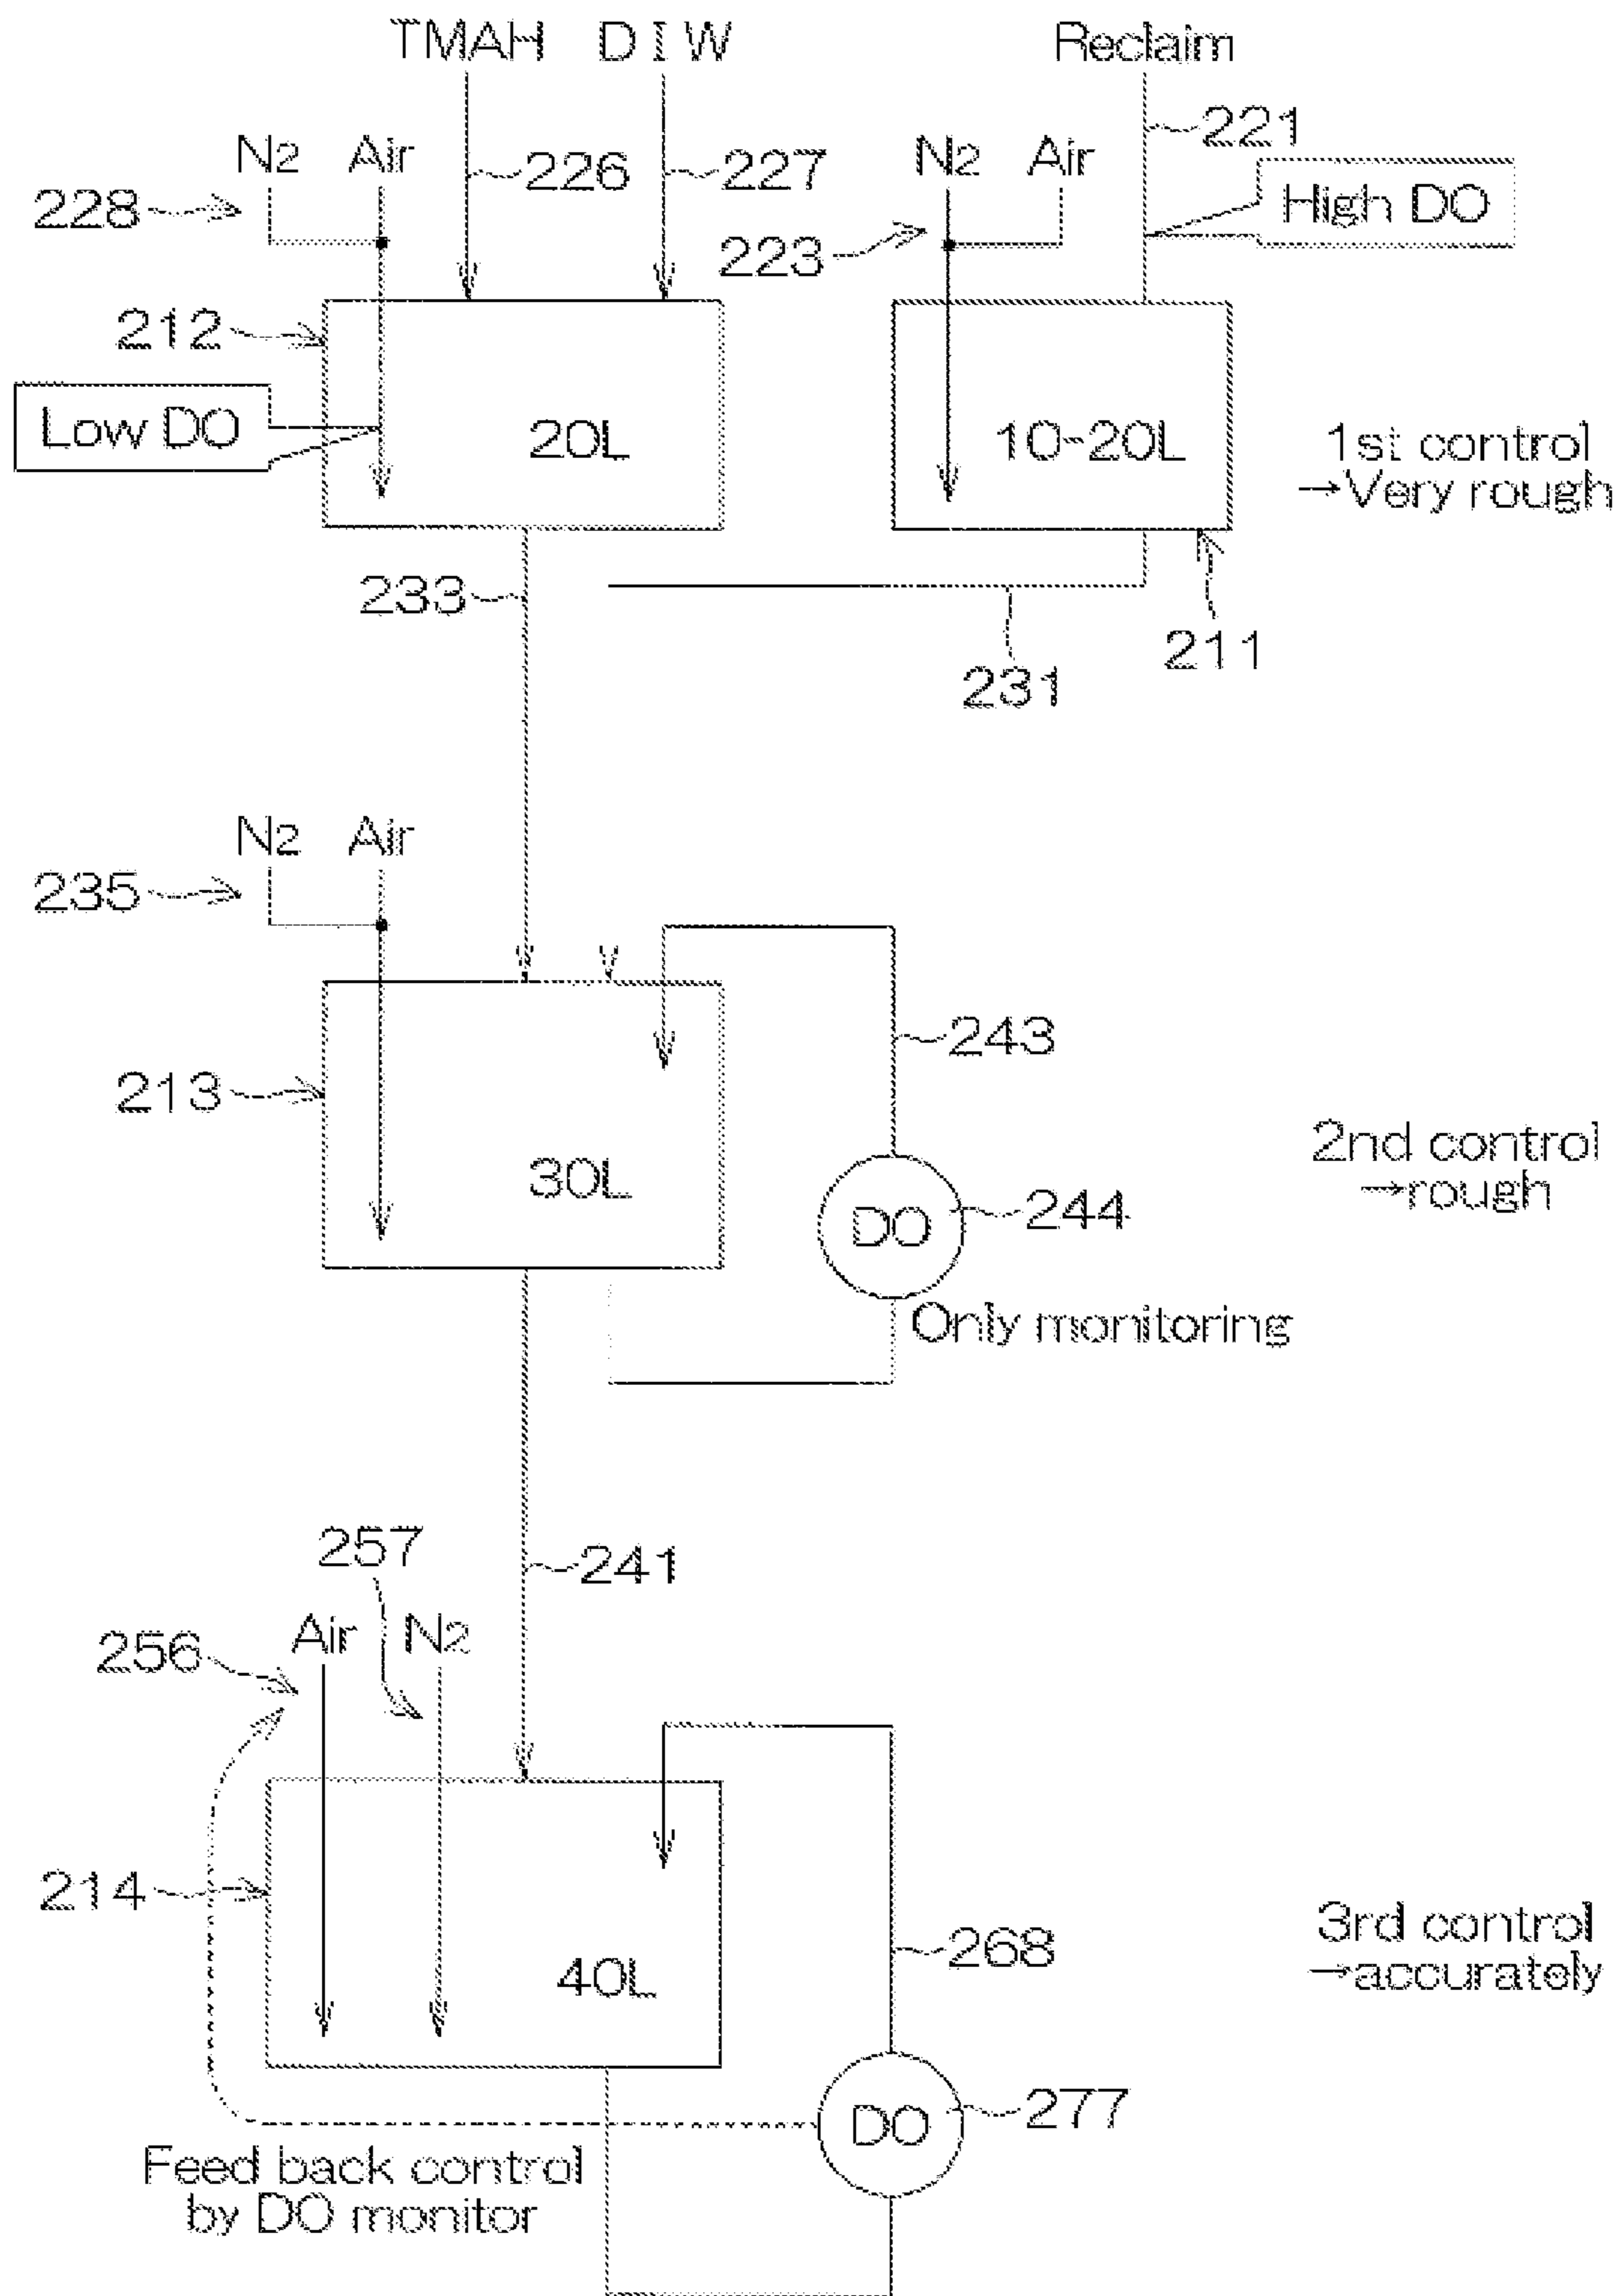 TMAH D I W Reclaim
221
N2 Air 226 227 N2 Air
High DO
228
223
212
Low DO
20L
10-20L
1st control
→Very rough
233
231
211
N2 Air
235
243
213
30L
2nd control
→rough
DO
244
Only monitoring
257
241
256
Air N2
214
40L
268
3rd control
→accurately
DO
277
Feed back control
by DO monitor